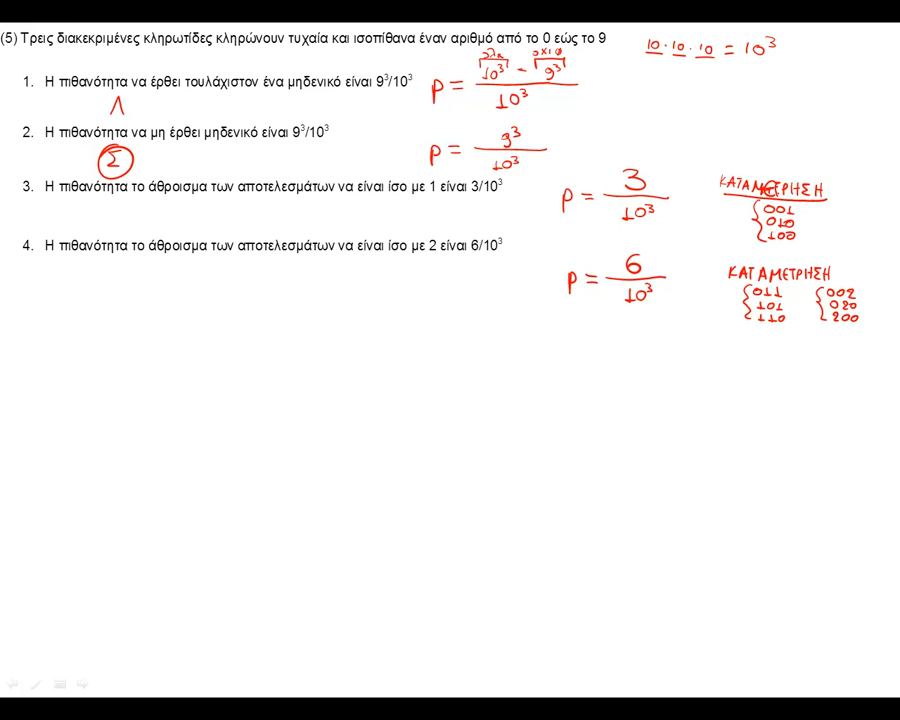 (5) Τρεις διακεκριμένες κληρωτίδες κληρώνουν τυχαία και ισοπίθανα έναν αριθμό από το 0 εώς το 9
10 · 10 · 10 = 10³
1. Η πιθανότητα να έρθει τουλάχιστον ένα μηδενικό είναι 9³/10³
Λ
όλα όχι 0
P = (10³ - 9³) / 10³
2. Η πιθανότητα να μη έρθει μηδενικό είναι 9³/10³
Σ
P = 9³ / 10³
3. Η πιθανότητα το άθροισμα των αποτελεσμάτων να είναι ίσο με 1 είναι 3/10³
P = 3 / 10³
ΚΑΤΑΜΕΤΡΗΣΗ
001
010
100
4. Η πιθανότητα το άθροισμα των αποτελεσμάτων να είναι ίσο με 2 είναι 6/10³
P = 6 / 10³
ΚΑΤΑΜΕΤΡΗΣΗ
011 002
101 020
110 200